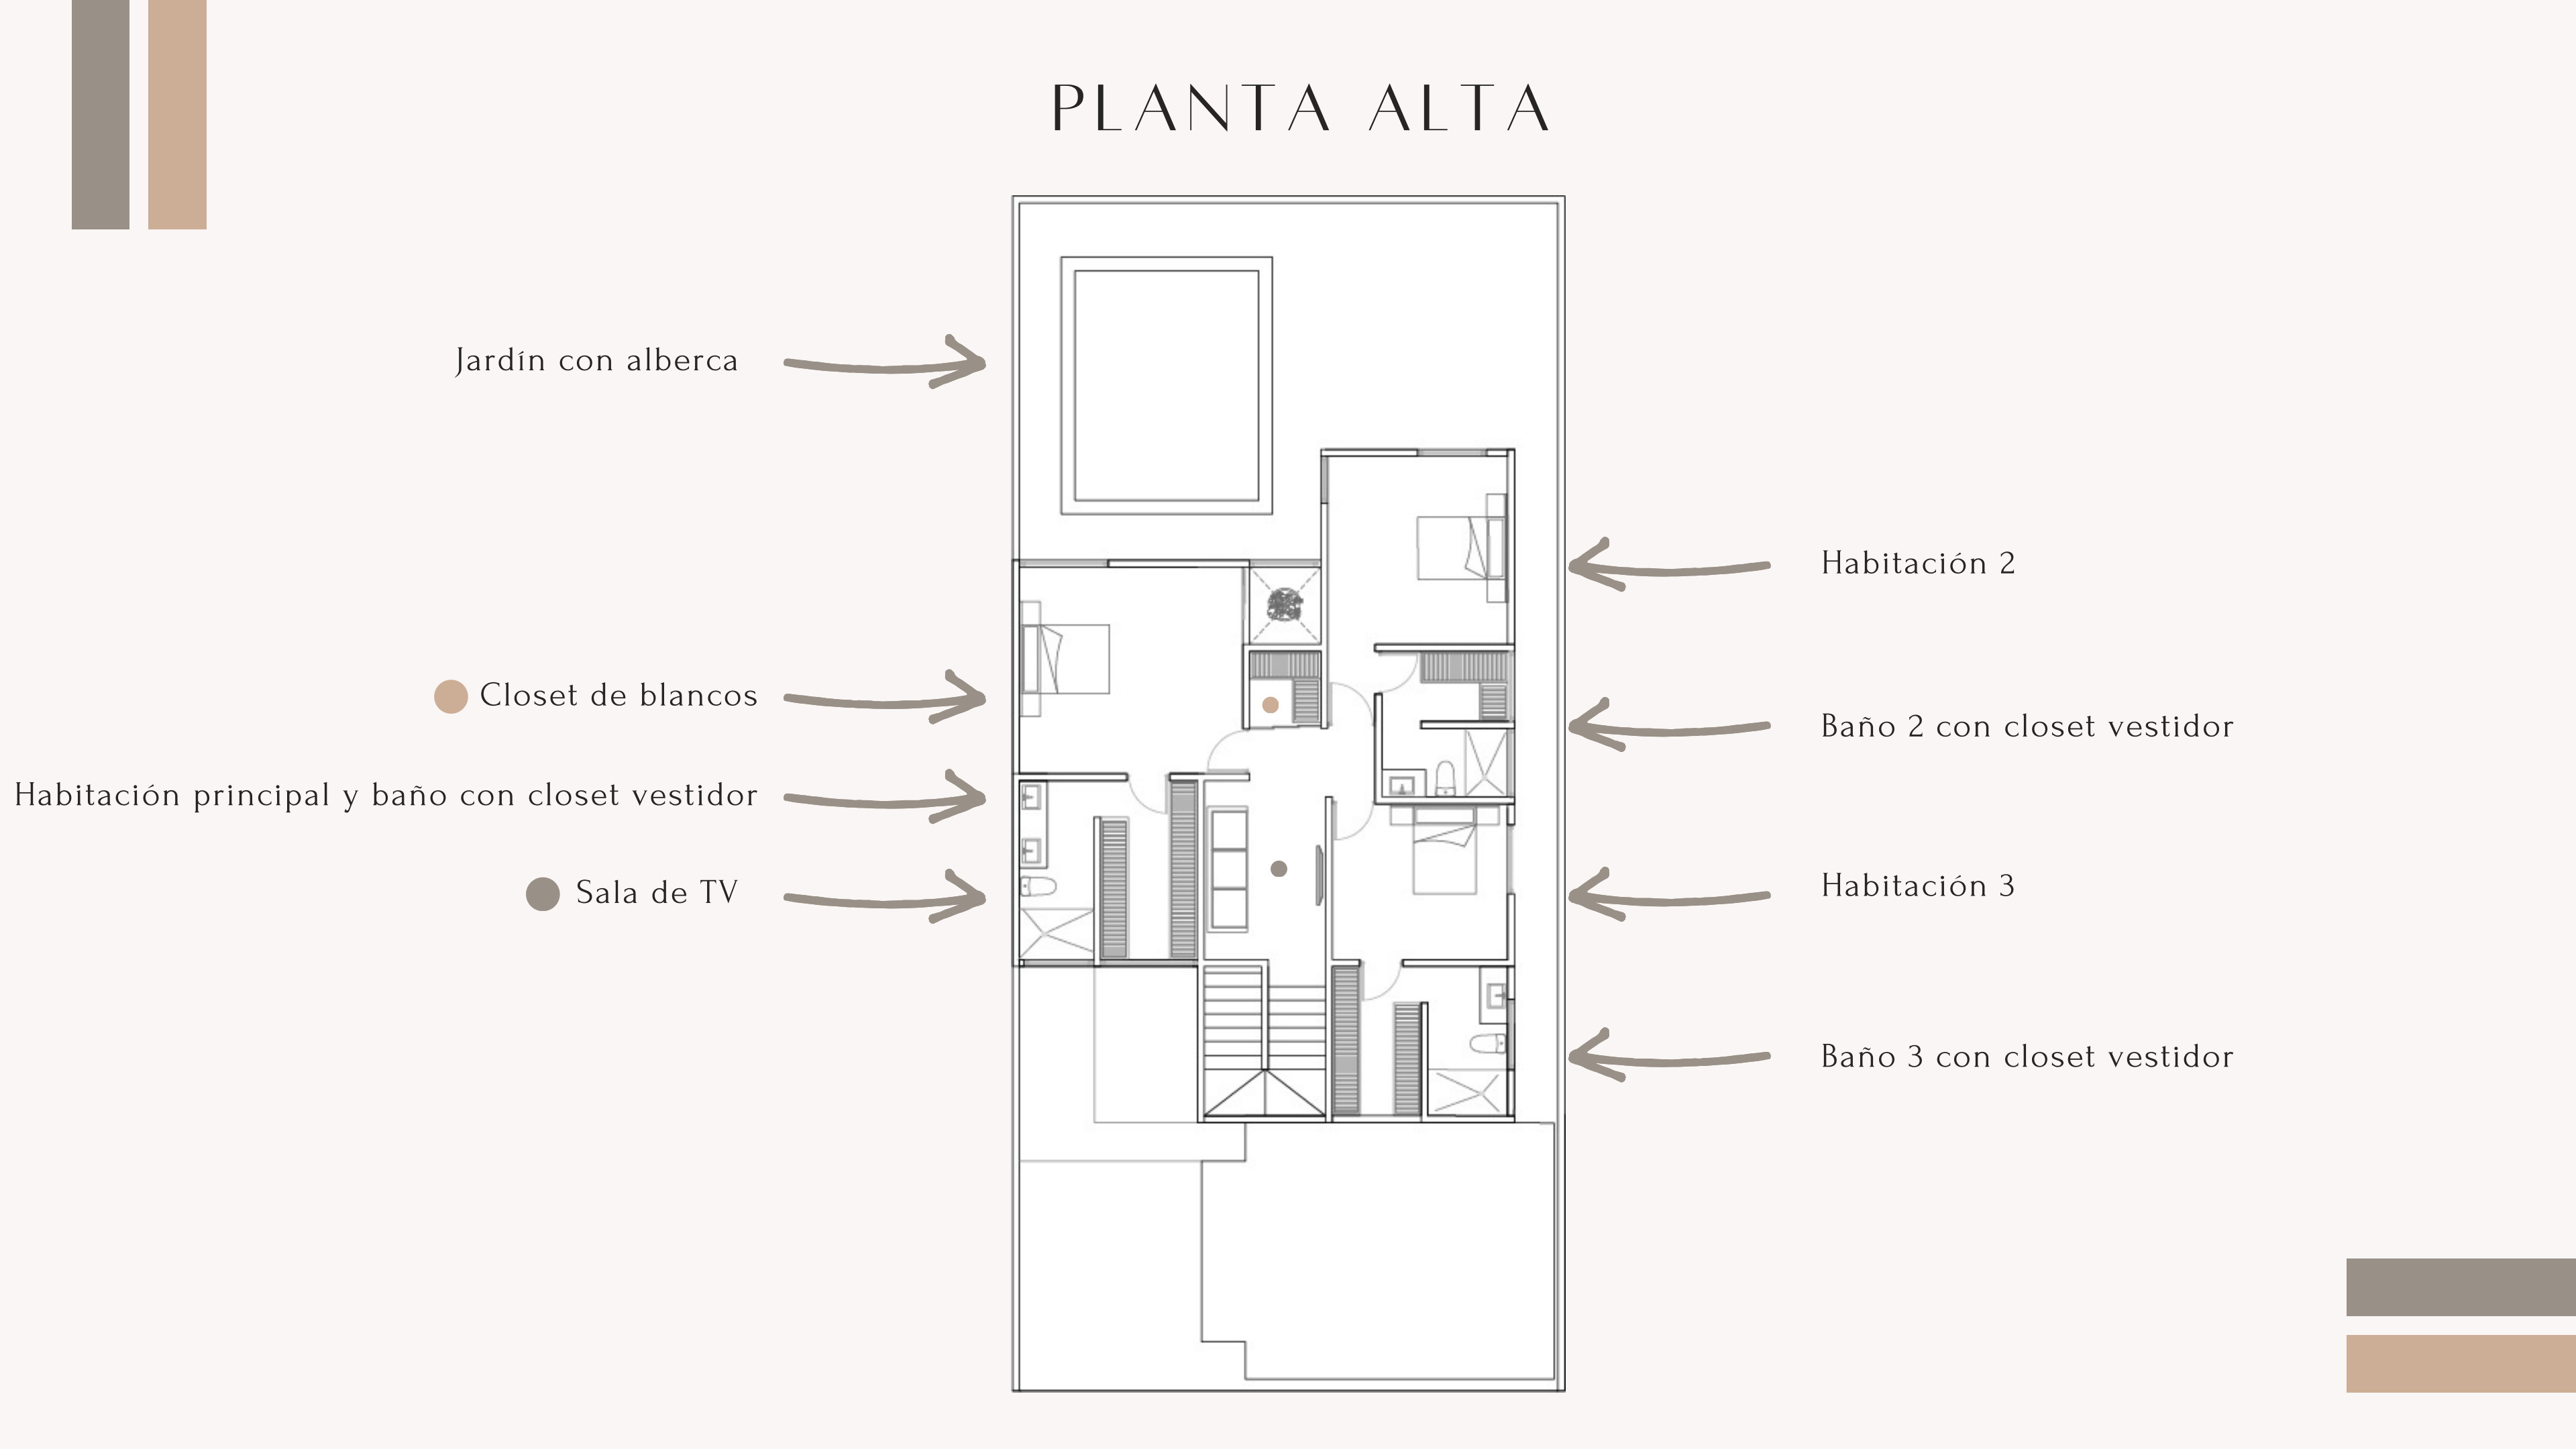 PLANTA ALTA
Jardín con alberca
Closet de blancos
Habitación principal y baño con closet vestidor
Sala de TV
Habitación 2
Baño 2 con closet vestidor
Habitación 3
Baño 3 con closet vestidor